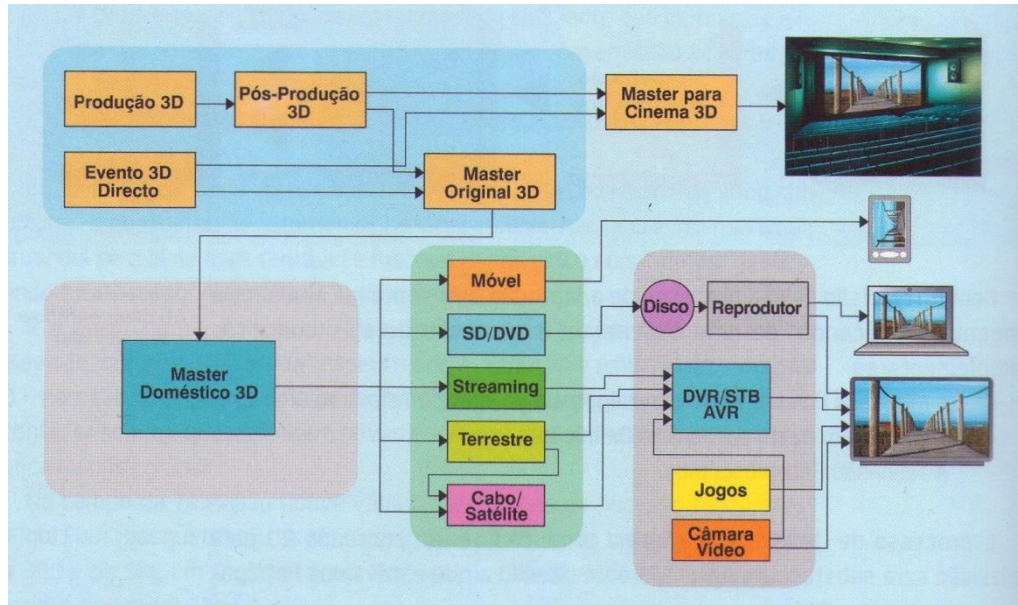 Produção 3D
Pós-Produção
3D
Master para
Cinema 3D
Evento 3D
Directo
Master
Original 3D
Móvel
Disco
Reprodutor
SD/DVD
Master
Doméstico 3D
Streaming
DVR/STB
AVR
Terrestre
Cabo/
Satélite
Jogos
Câmara
Vídeo